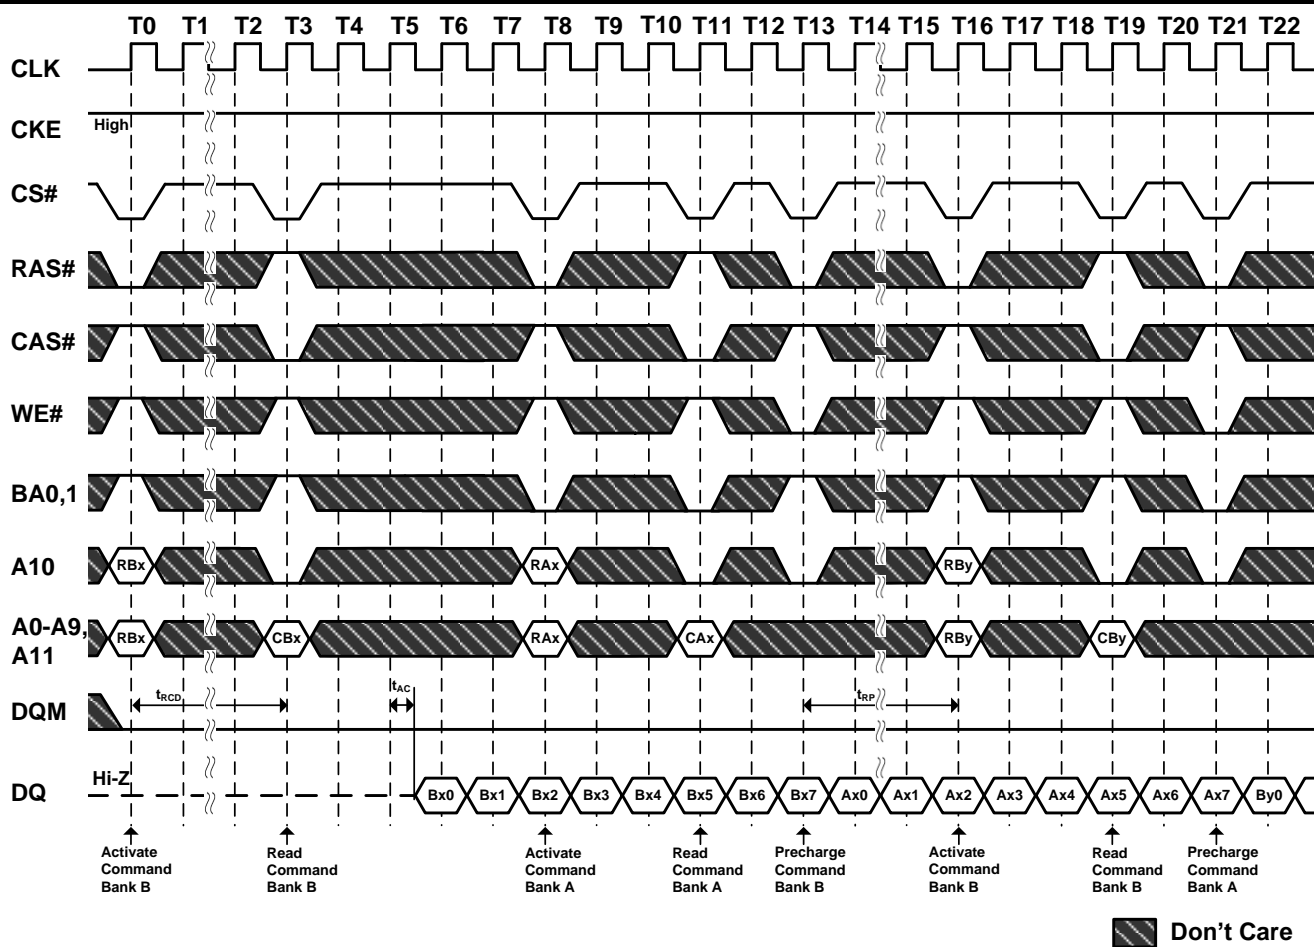 T0 T1 T2 T3 T4 T5 T6 T7 T8 T9 T10 T11 T12 T13 T14 T15 T16 T17 T18 T19 T20 T21 T22
CLK
CKE High
CS#
RAS#
CAS#
WE#
BA0,1
A10 RBx RAx RBy
A0-A9,
A11
RBx CBx RAx CAx RBy CBy
tRCD tAC tRP
DQM
Hi-Z
DQ Bx0 Bx1 Bx2 Bx3 Bx4 Bx5 Bx6 Bx7 Ax0 Ax1 Ax2 Ax3 Ax4 Ax5 Ax6 Ax7 By0
Activate
Command
Bank B
Read
Command
Bank B
Activate
Command
Bank A
Read
Command
Bank A
Precharge
Command
Bank B
Activate
Command
Bank B
Read
Command
Bank B
Precharge
Command
Bank A
Don't Care